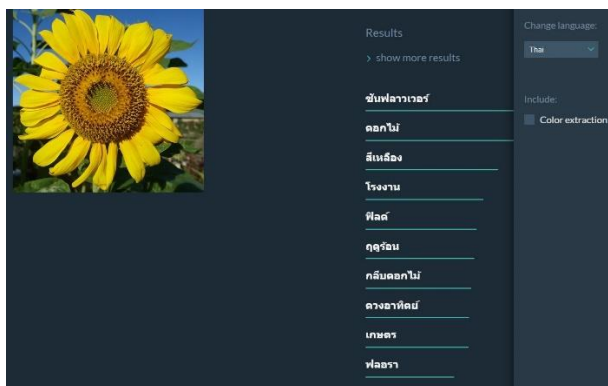 Results
> show more results
ซันฟลาวเวอร์
ดอกไม้
สีเหลือง
โรงงาน
ฟิลด์
ฤดูร้อน
กลีบดอกไม้
ดวงอาทิตย์
เกษตร
ฟลอรา
Change language:
Thai
Include:
Color extraction